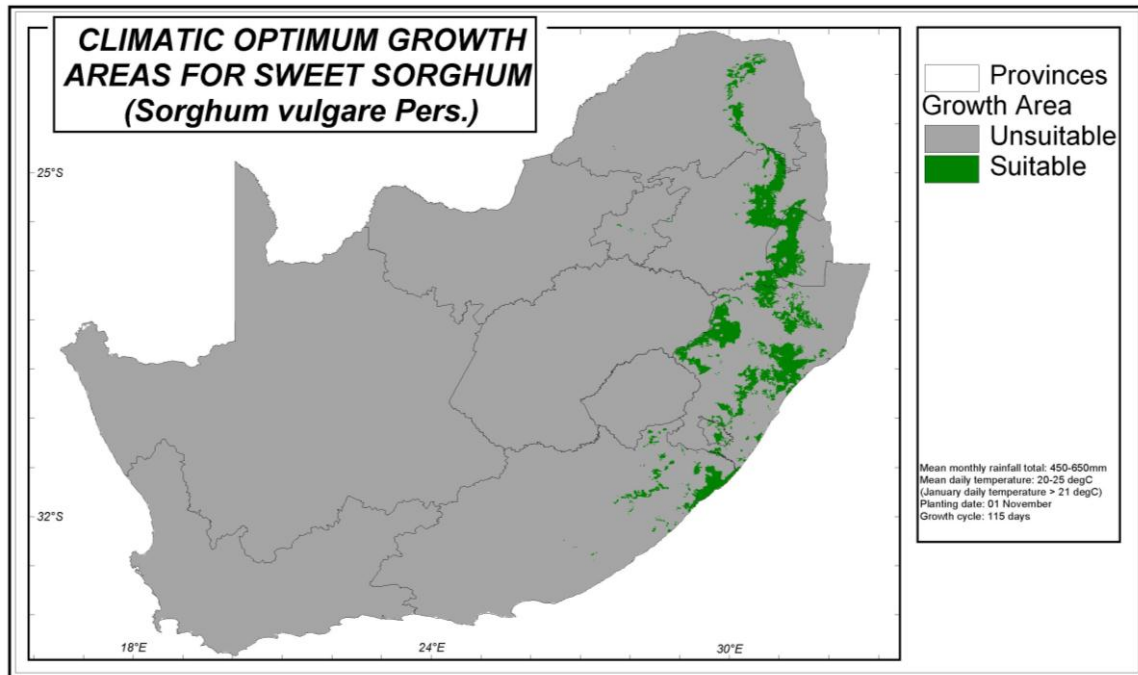 CLIMATIC OPTIMUM GROWTH
AREAS FOR SWEET SORGHUM
(Sorghum vulgare Pers.)
Provinces
Growth Area
Unsuitable
Suitable
25°S
32°S
18°E
24°E
30°E
Mean monthly rainfall total: 450-650mm
Mean daily temperature: 20-25 degC
(January daily temperature > 21 degC)
Planting date: 01 November
Growth cycle: 115 days